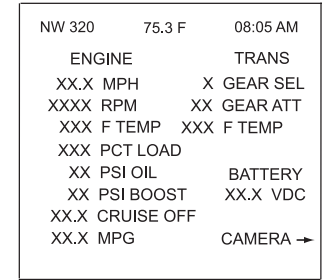 NW 320 75.3 F 08:05 AM
ENGINE TRANS
XX.X MPH X GEAR SEL
XXXX RPM XX GEAR ATT
XXX F TEMP XXX F TEMP
XXX PCT LOAD
XX PSI OIL BATTERY
XX PSI BOOST XX.X VDC
XX.X CRUISE OFF
XX.X MPG CAMERA →